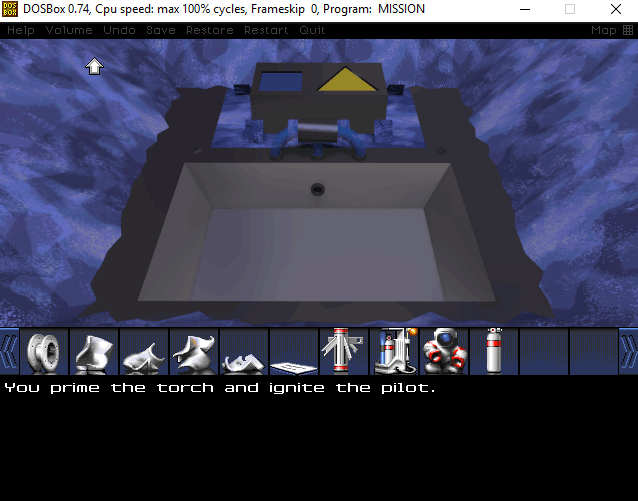 DOSBox 0.74, Cpu speed: max 100% cycles, Frameskip 0, Program: MISSION
Help Volume Undo Save Restore Restart Quit Map
You prime the torch and ignite the pilot.